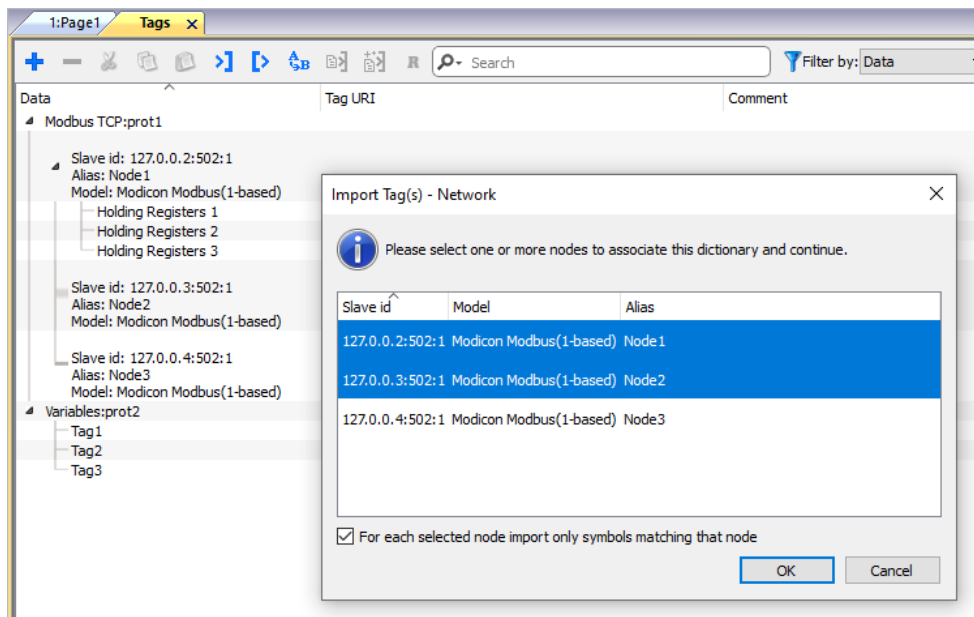 1:Page1 Tags
Search
Filter by: Data
Data Tag URI Comment
Modbus TCP:prot1
Slave id: 127.0.0.2:502:1
Alias: Node1
Model: Modicon Modbus(1-based)
Holding Registers 1
Holding Registers 2
Holding Registers 3
Slave id: 127.0.0.3:502:1
Alias: Node2
Model: Modicon Modbus(1-based)
Slave id: 127.0.0.4:502:1
Alias: Node3
Model: Modicon Modbus(1-based)
Variables:prot2
Tag1
Tag2
Tag3
Import Tag(s) - Network
Please select one or more nodes to associate this dictionary and continue.
Slave id Model Alias
127.0.0.2:502:1 Modicon Modbus(1-based) Node1
127.0.0.3:502:1 Modicon Modbus(1-based) Node2
127.0.0.4:502:1 Modicon Modbus(1-based) Node3
For each selected node import only symbols matching that node
OK Cancel